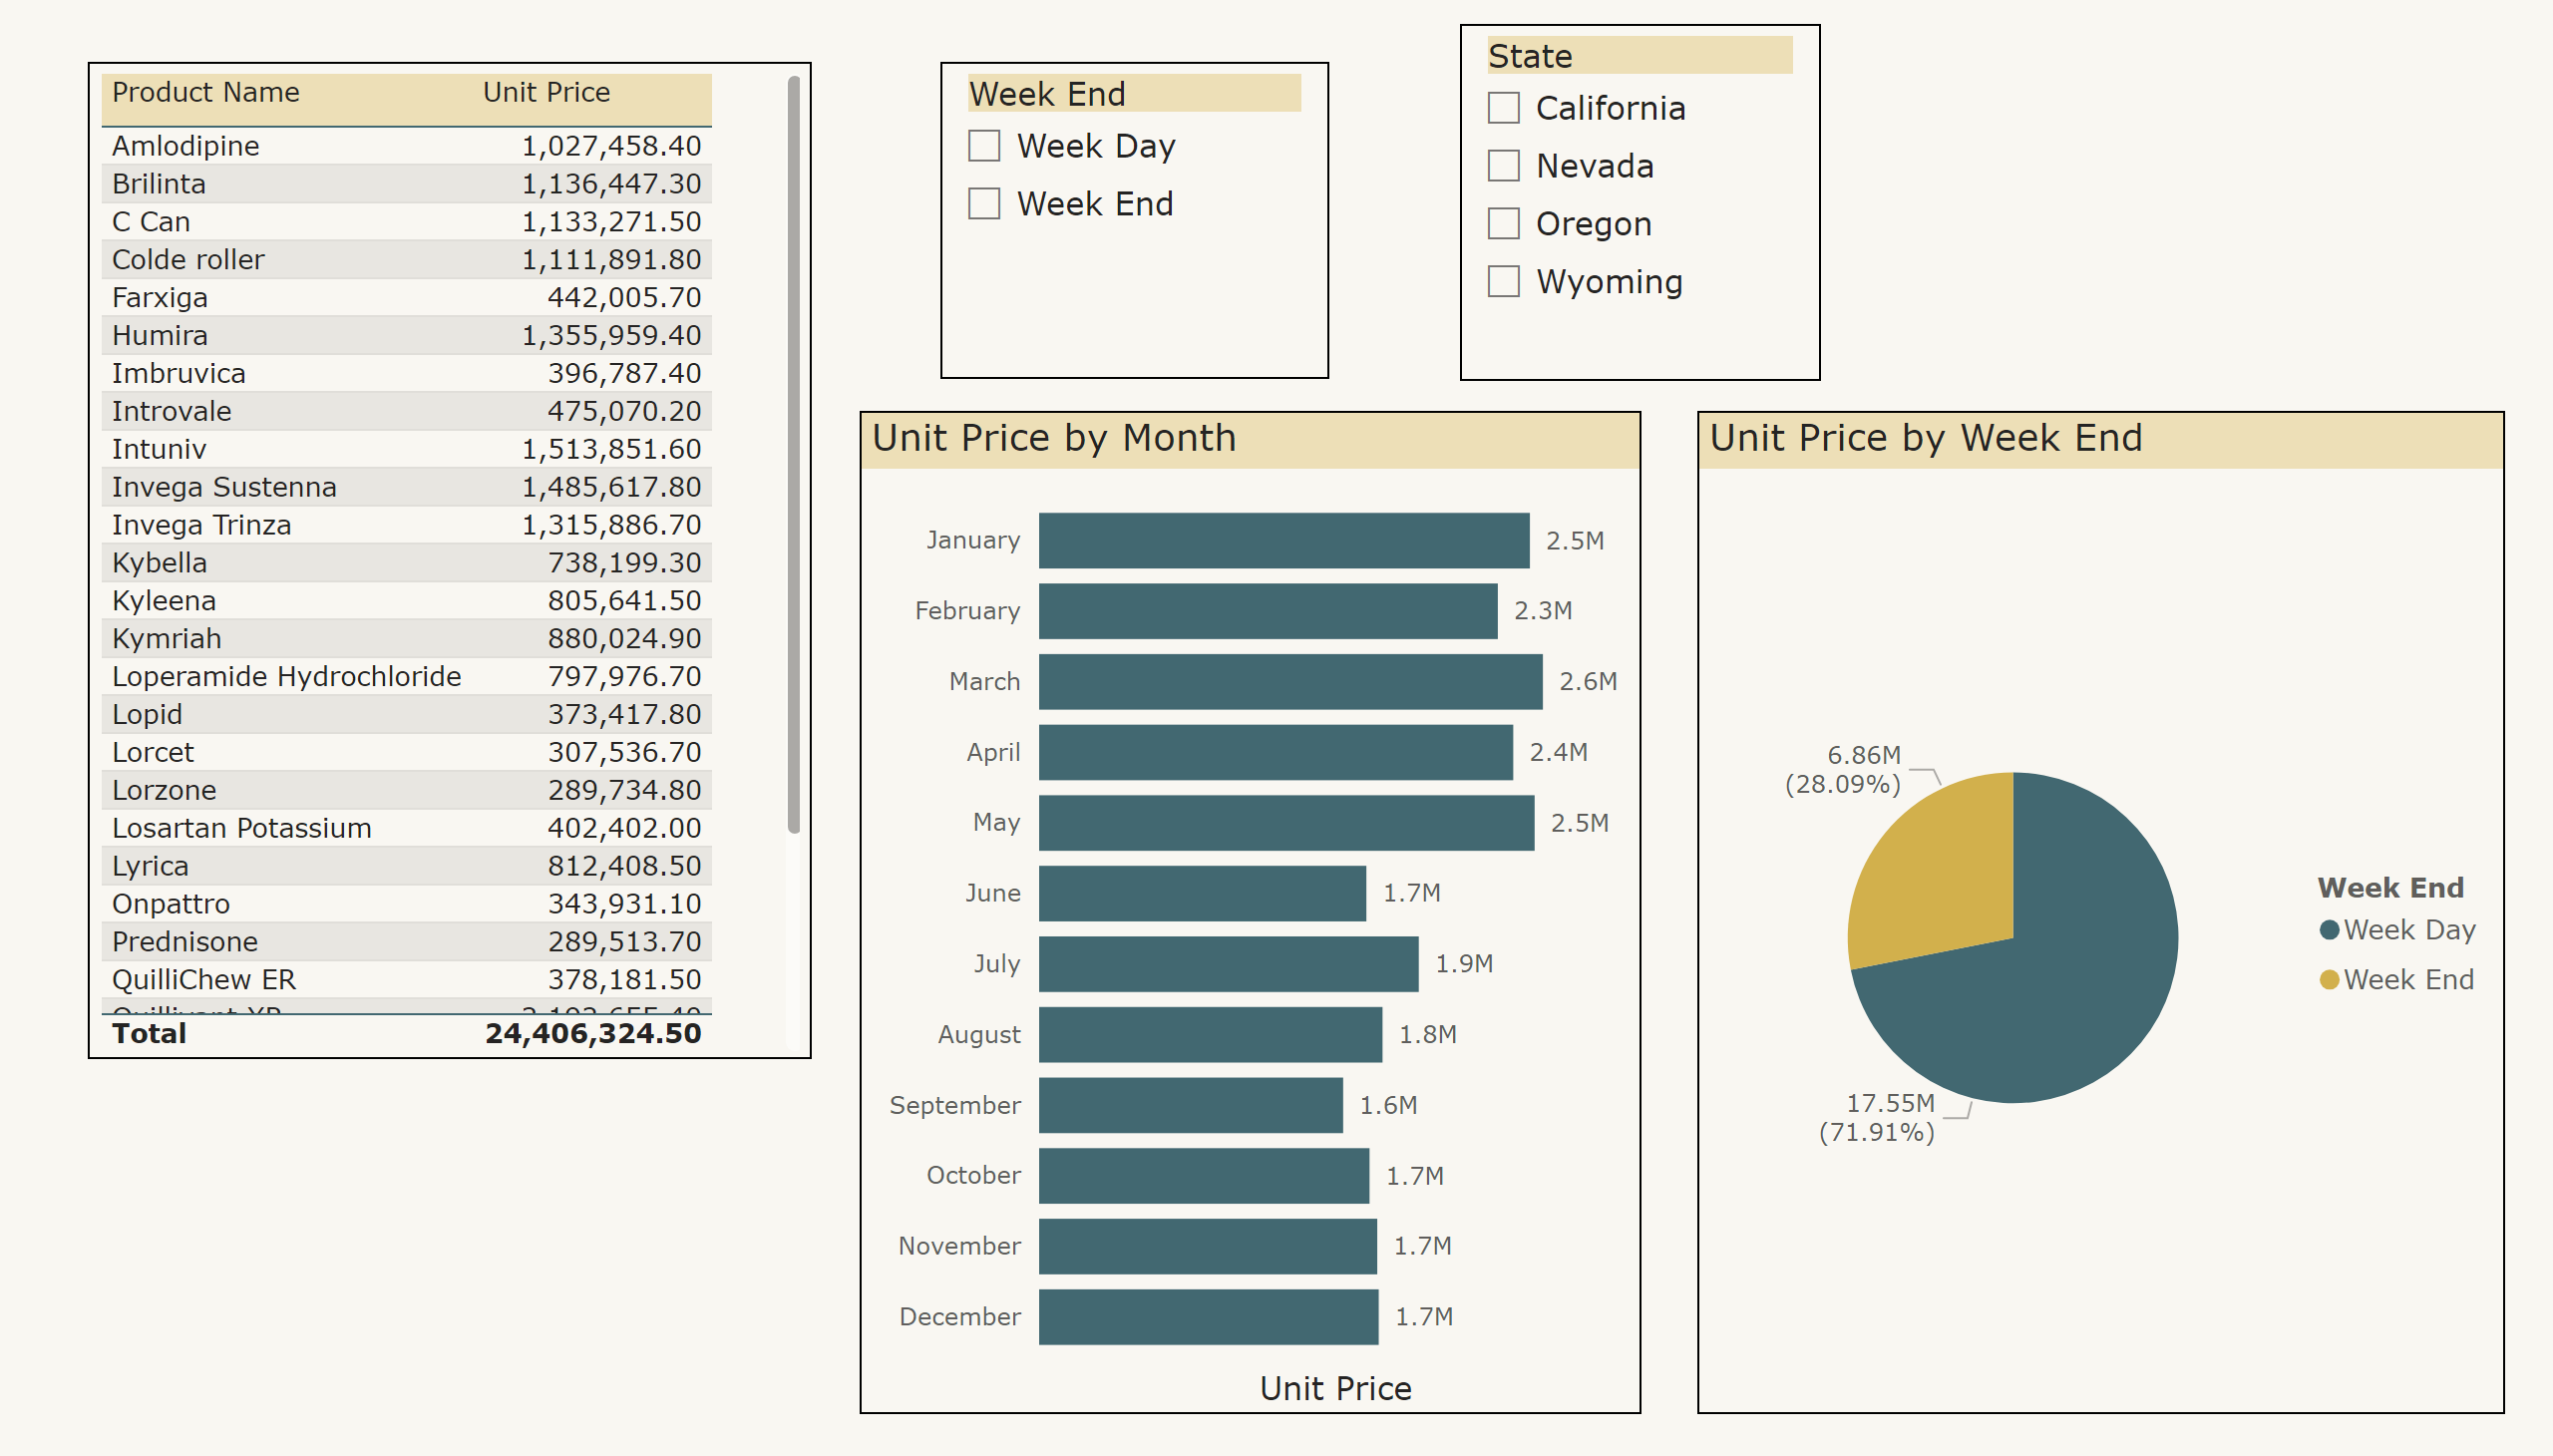 Product Name Unit Price
Amlodipine 1,027,458.40
Brilinta 1,136,447.30
C Can 1,133,271.50
Colde roller 1,111,891.80
Farxiga 442,005.70
Humira 1,355,959.40
Imbruvica 396,787.40
Introvale 475,070.20
Intuniv 1,513,851.60
Invega Sustenna 1,485,617.80
Invega Trinza 1,315,886.70
Kybella 738,199.30
Kyleena 805,641.50
Kymriah 880,024.90
Loperamide Hydrochloride 797,976.70
Lopid 373,417.80
Lorcet 307,536.70
Lorzone 289,734.80
Losartan Potassium 402,402.00
Lyrica 812,408.50
Onpattro 343,931.10
Prednisone 289,513.70
QuilliChew ER 378,181.50
Total 24,406,324.50
Week End
Week Day
Week End
State
California
Nevada
Oregon
Wyoming
Unit Price by Month
January 2.5M
February 2.3M
March 2.6M
April 2.4M
May 2.5M
June 1.7M
July 1.9M
August 1.8M
September 1.6M
October 1.7M
November 1.7M
December 1.7M
Unit Price
Unit Price by Week End
6.86M
(28.09%)
17.55M
(71.91%)
Week End
Week Day
Week End